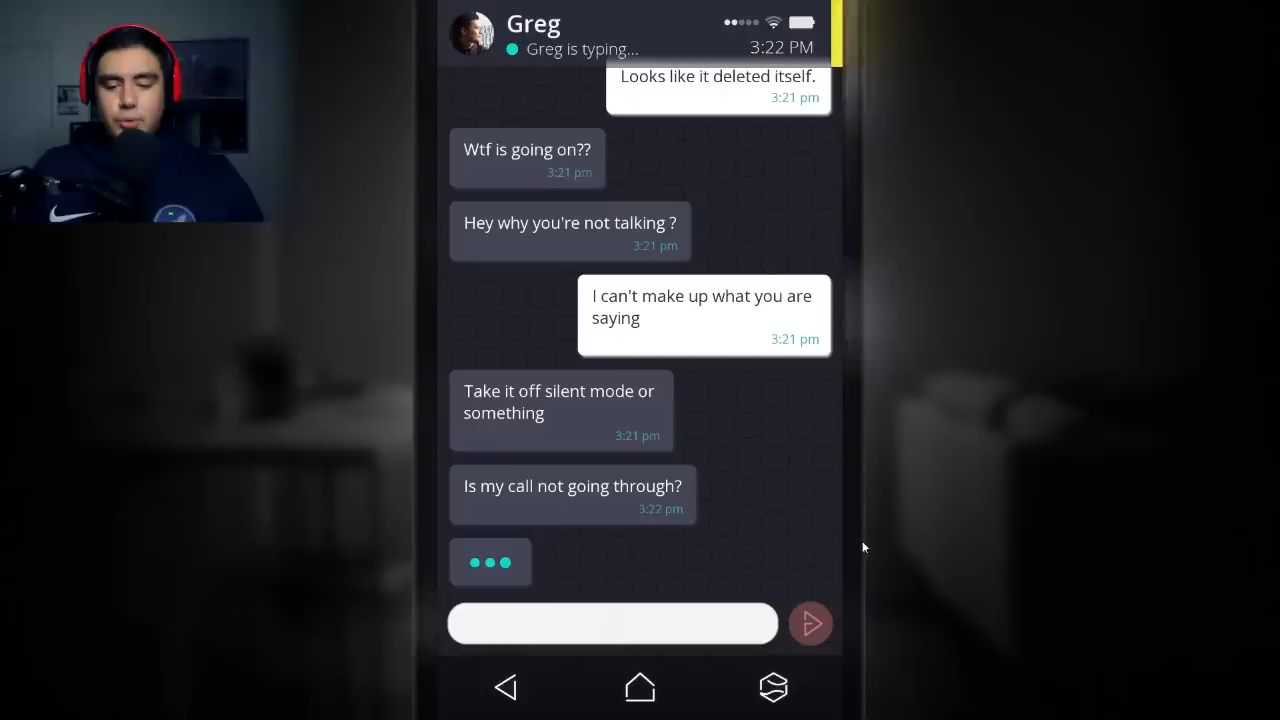 Greg
Greg is typing...
3:22 PM
Looks like it deleted itself.
3:21 pm
Wtf is going on??
3:21 pm
Hey why you're not talking ?
3:21 pm
I can't make up what you are
saying
3:21 pm
Take it off silent mode or
something
3:21 pm
Is my call not going through?
3:22 pm